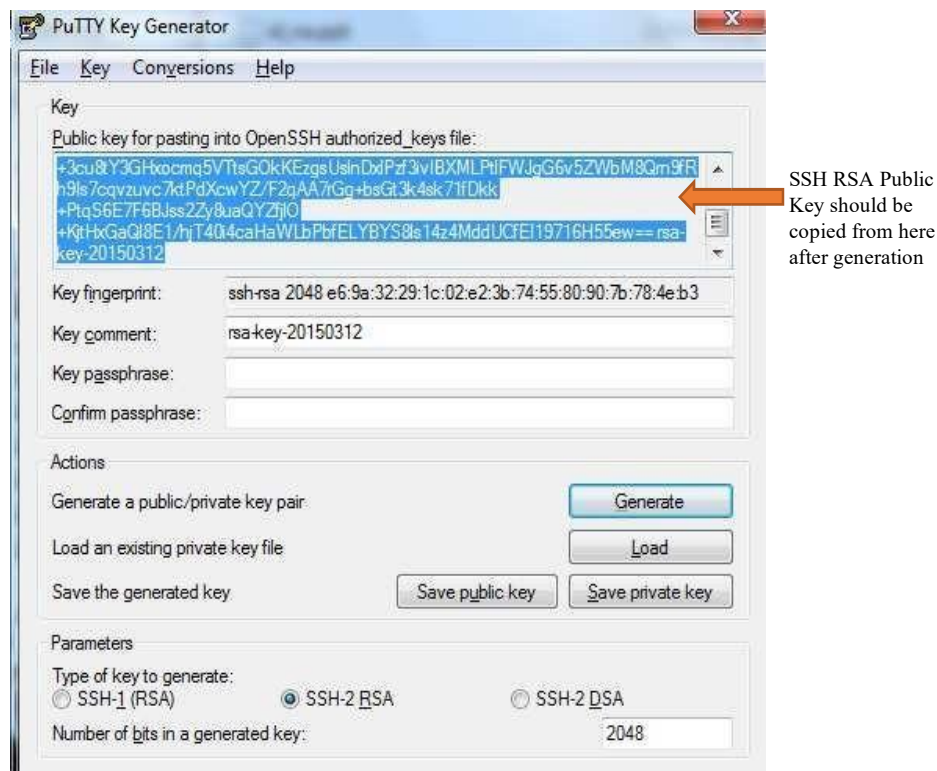 PuTTY Key Generator
File Key Conversions Help
Key
Public key for pasting into OpenSSH authorized_keys file:
+3cu8tY3GHxocmq5VTtsGOkKEzgsUslnDxlPzf3ivIBXMLPtlFWJgG6v5ZWbM8Qm9fR
h9ls7cqvzuvc7ktPdXcwYZ/F2qAA7rGg+bsGt3k4sk71fDkk
+PtqS6E7F6BJss2Zy8uaQYZfjlO
+KjtHxGaQl8E1/hjT40i4caHaWLbPbfELYBYS8ls14z4MddUCfEI19716H55ew== rsa-
key-20150312
SSH RSA Public
Key should be
copied from here
after generation
Key fingerprint: ssh-rsa 2048 e6:9a:32:29:1c:02:e2:3b:74:55:80:90:7b:78:4e:b3
Key comment: rsa-key-20150312
Key passphrase:
Confirm passphrase:
Actions
Generate a public/private key pair Generate
Load an existing private key file Load
Save the generated key Save public key Save private key
Parameters
Type of key to generate:
SSH-1 (RSA) SSH-2 RSA SSH-2 DSA
Number of bits in a generated key: 2048